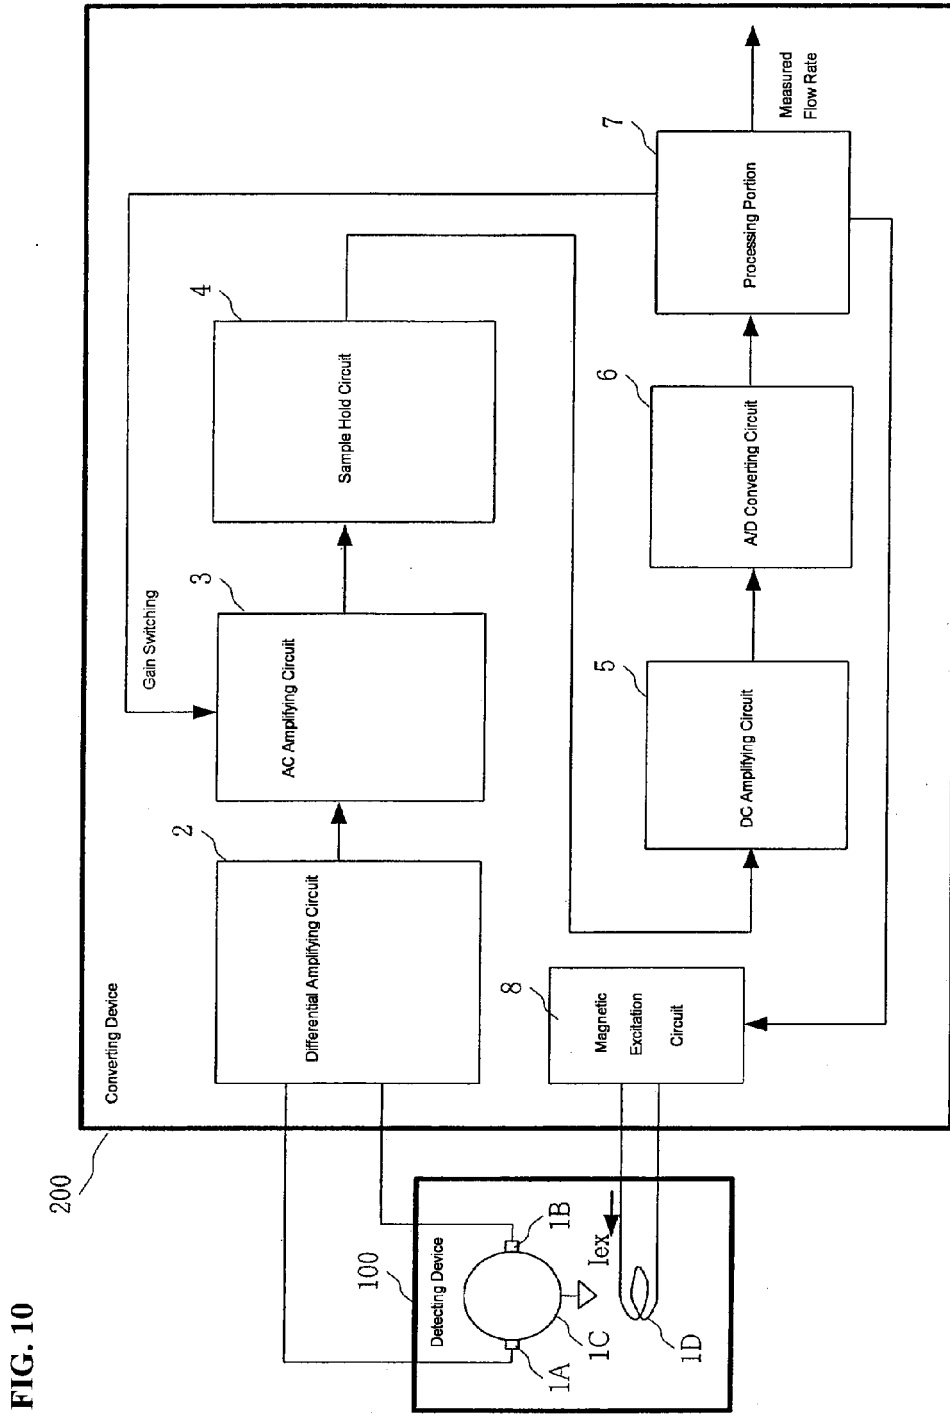 FIG. 10
200
Converting Device
Gain Switching
2
Differential Amplifying Circuit
3
AC Amplifying Circuit
4
Sample Hold Circuit
100
Detecting Device
1A
1B
1C
1D
Iex
8
Magnetic
Excitation
Circuit
5
DC Amplifying Circuit
6
A/D Converting Circuit
7
Processing Portion
Measured
Flow Rate